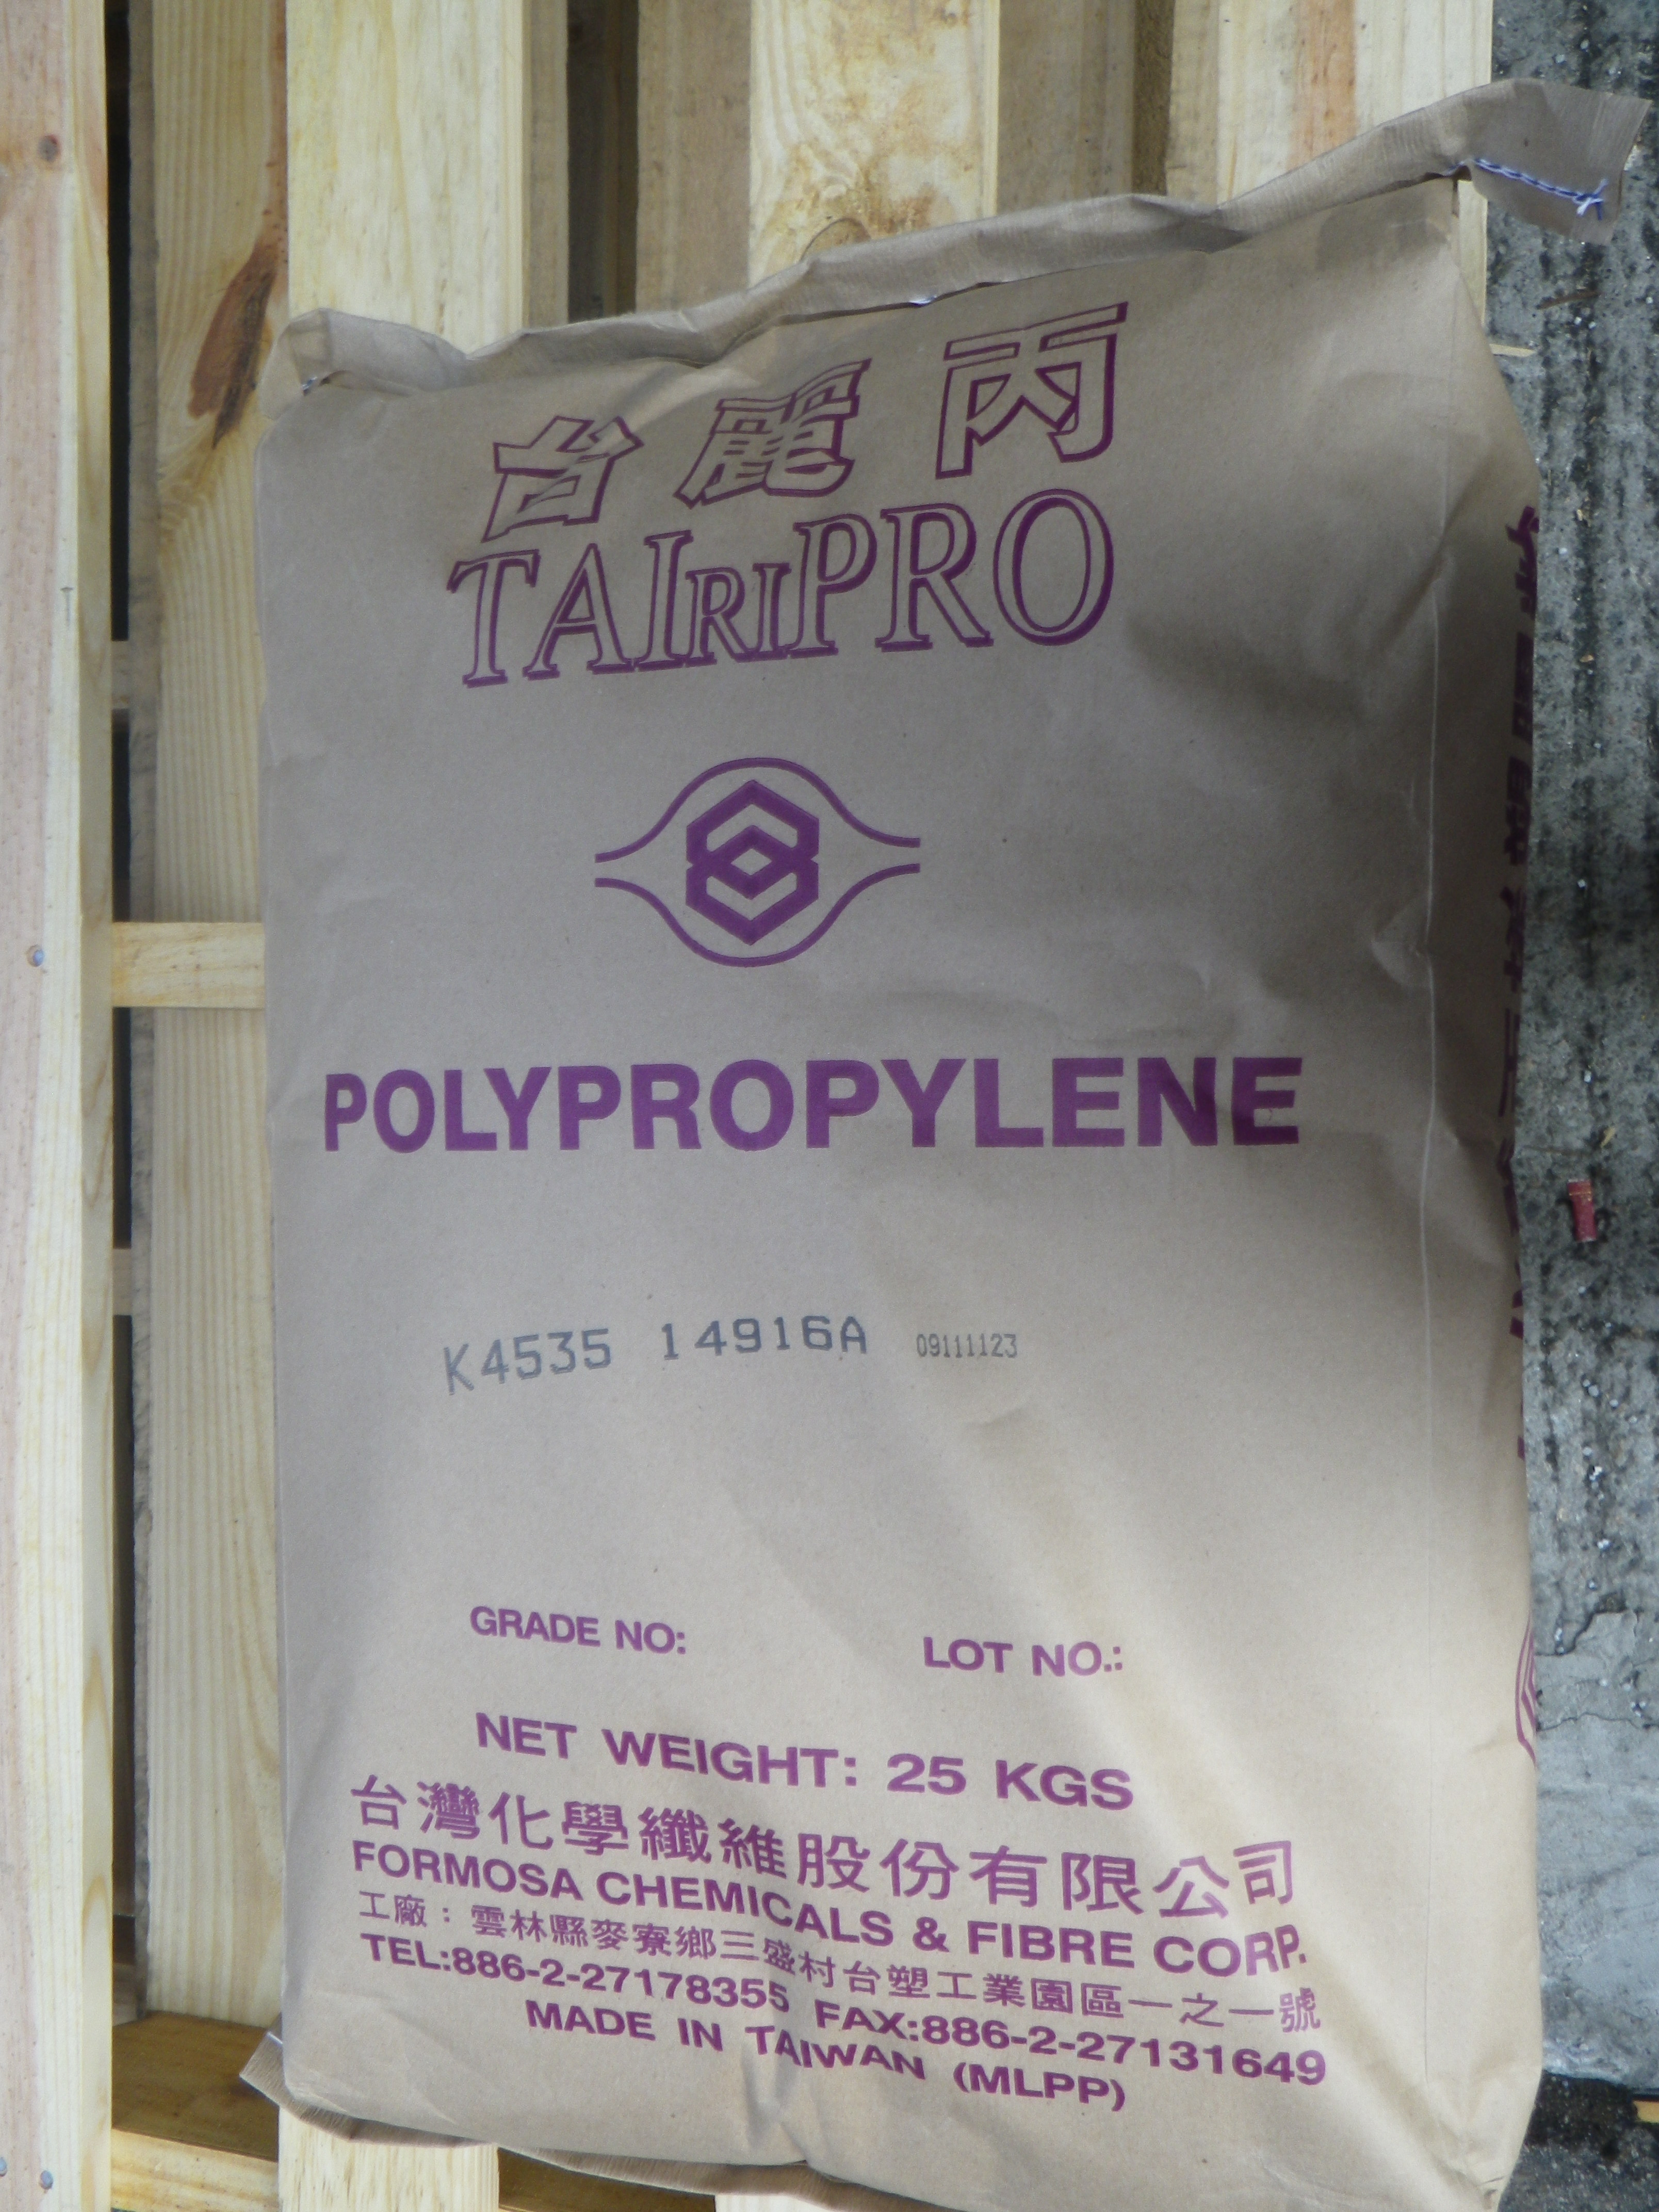 台麗丙
TAIRIPRO
POLYPROPYLENE
K4535 14916A 09111123
GRADE NO: LOT NO.:
NET WEIGHT: 25 KGS
台灣化學纖維股份有限公司
FORMOSA CHEMICALS & FIBRE CORP.
工廠：雲林縣麥寮鄉三盛村台塑工業園區一之一號
TEL:886-2-27178355 FAX:886-2-27131649
MADE IN TAIWAN (MLPP)